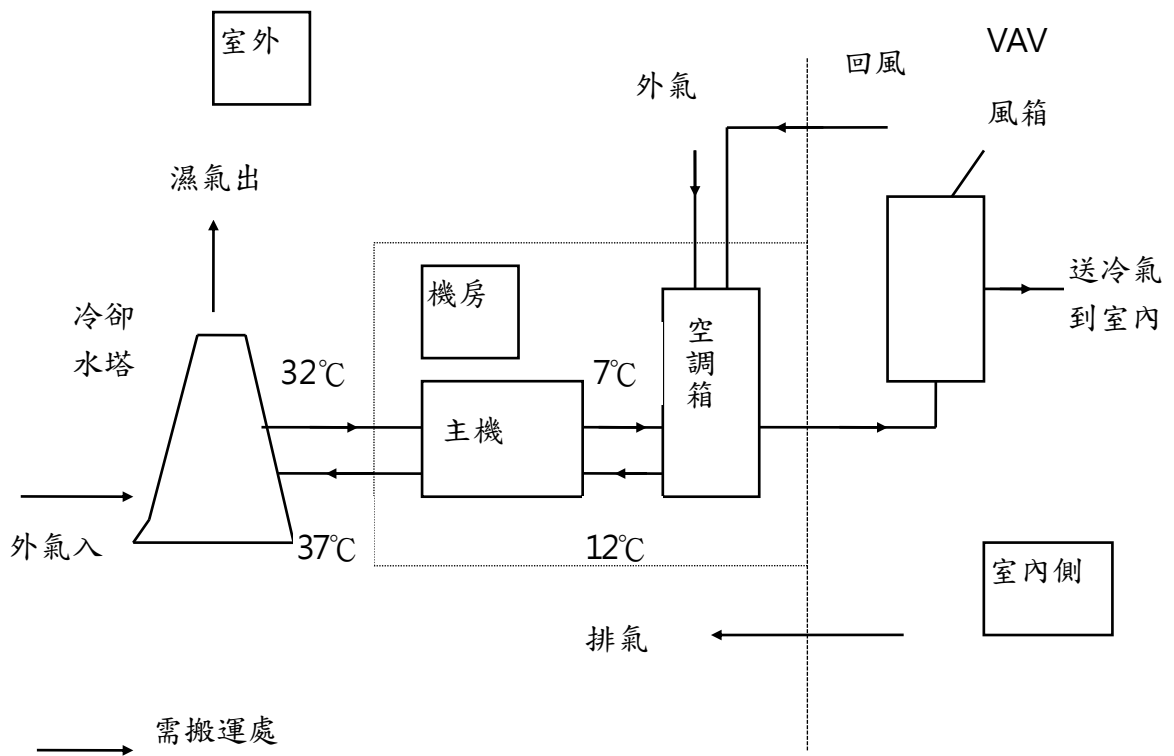 室外
VAV
回風
外氣
風箱
濕氣出
機房
送冷氣
到室內
冷卻
水塔
空
調
箱
32℃
7℃
主機
外氣入
37℃
12℃
室內側
排氣
需搬運處